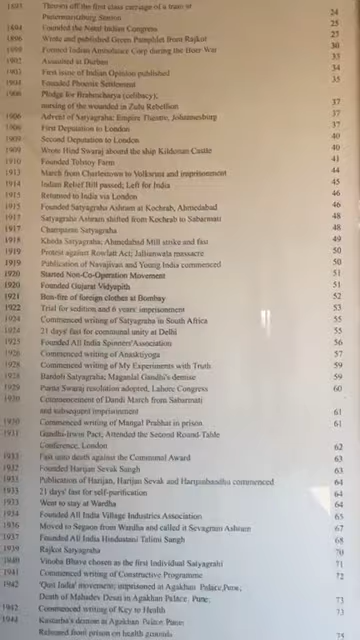 1893 Thrown off the first class carriage of a train at
Pietermaritzburg Station 24
1894 Founded the Natal Indian Congress 25
1896 Wrote and published Green Pamphlet from Rajkot 27
1899 Formed Indian Ambulance Corp during the Boer War 30
1902 Assaulted at Durban 33
1903 First issue of Indian Opinion published 34
1904 Founded Phoenix Settlement 35
1906 Pledge for Brahmcharya (celibacy);
nursing of the wounded in Zulu Rebellion 37
1906 Advent of Satyagraha: Empire Theatre, Johannesburg 37
1906 First Deputation to London 37
1909 Second Deputation to London 40
1909 Wrote Hind Swaraj aboard the ship Kildonan Castle 40
1910 Founded Tolstoy Farm 41
1913 March from Charlestown to Volksrust and imprisonment 44
1914 Indian Relief Bill passed; Left for India 45
1915 Returned to India via London 46
1915 Founded Satyagraha Ashram at Kochrab, Ahmedabad 46
1917 Satyagraha Ashram shifted from Kochrab to Sabarmati 48
1917 Champaran Satyagraha 48
1918 Kheda Satyagraha; Ahmedabad Mill strike and fast 49
1919 Protest against Rowlatt Act; Jallianwala massacre 50
1919 Publication of Navajivan and Young India commenced 50
1920 Started Non-Co-Operation Movement 51
1920 Founded Gujarat Vidyapith 51
1921 Bon-fire of foreign clothes at Bombay 52
1922 Trial for sedition and 6 years' imprisonment 53
1924 Commenced writing of Satyagraha in South Africa 55
1924 21 days' fast for communal unity at Delhi 55
1925 Founded All India Spinners' Association 56
1926 Commenced writing of Anasktiyoga 57
1928 Commenced writing of My Experiments with Truth 59
1928 Bardoli Satyagraha; Maganlal Gandhi's demise 59
1929 Purna Swaraj resolution adopted, Lahore Congress 60
1930 Commencement of Dandi March from Sabarmati
and subsequent imprisonment 61
1930 Commenced writing of Mangal Prabhat in prison 61
1931 Gandhi-Irwin Pact; Attended the Second Round-Table
Conference, London 62
1932 Fast unto death against the Communal Award 63
1932 Founded Harijan Sevak Sangh 63
1933 Publication of Harijan, Harijan Sevak and Harijanbandhu commenced 64
1933 21 days' fast for self-purification 64
1933 Went to stay at Wardha 64
1934 Founded All India Village Industries Association 65
1936 Moved to Segaon from Wardha and called it Sevagram Ashram 67
1937 Founded All India Hindustani Talimi Sangh 68
1939 Rajkot Satyagraha 70
1940 Vinoba Bhave chosen as the first Individual Satyagrahi 71
1941 Commenced writing of Constructive Programme 72
1942 'Quit India' movement; imprisoned at Agakhan Palace, Pune;
Death of Mahadev Desai in Agakhan Palace, Pune. 73
1942 Commenced writing of Key to Health 73
1944 Kasturba's demise at Agakhan Palace Pune;
Released from prison on health grounds 75